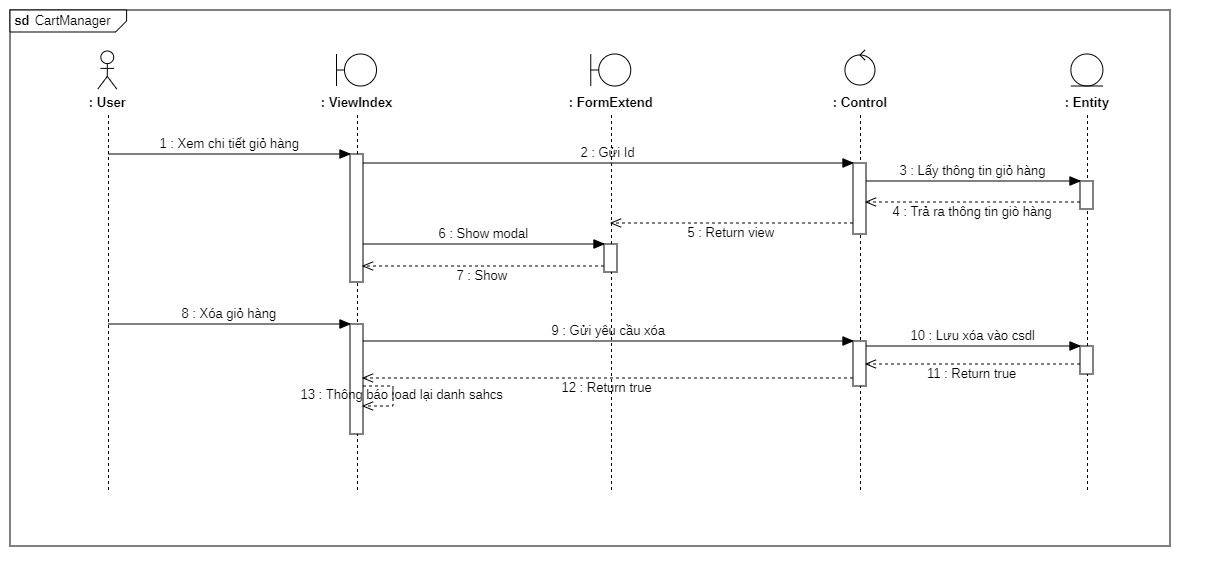 sd CartManager
: User
: ViewIndex
: FormExtend
: Control
: Entity
1 : Xem chi tiết giỏ hàng
2 : Gửi Id
3 : Lấy thông tin giỏ hàng
4 : Trả ra thông tin giò hàng
5 : Return view
6 : Show modal
7 : Show
8 : Xóa giỏ hàng
9 : Gửi yêu cầu xóa
10 : Lưu xóa vào csdl
11 : Return true
12 : Return true
13 : Thông báo load lại danh sahcs